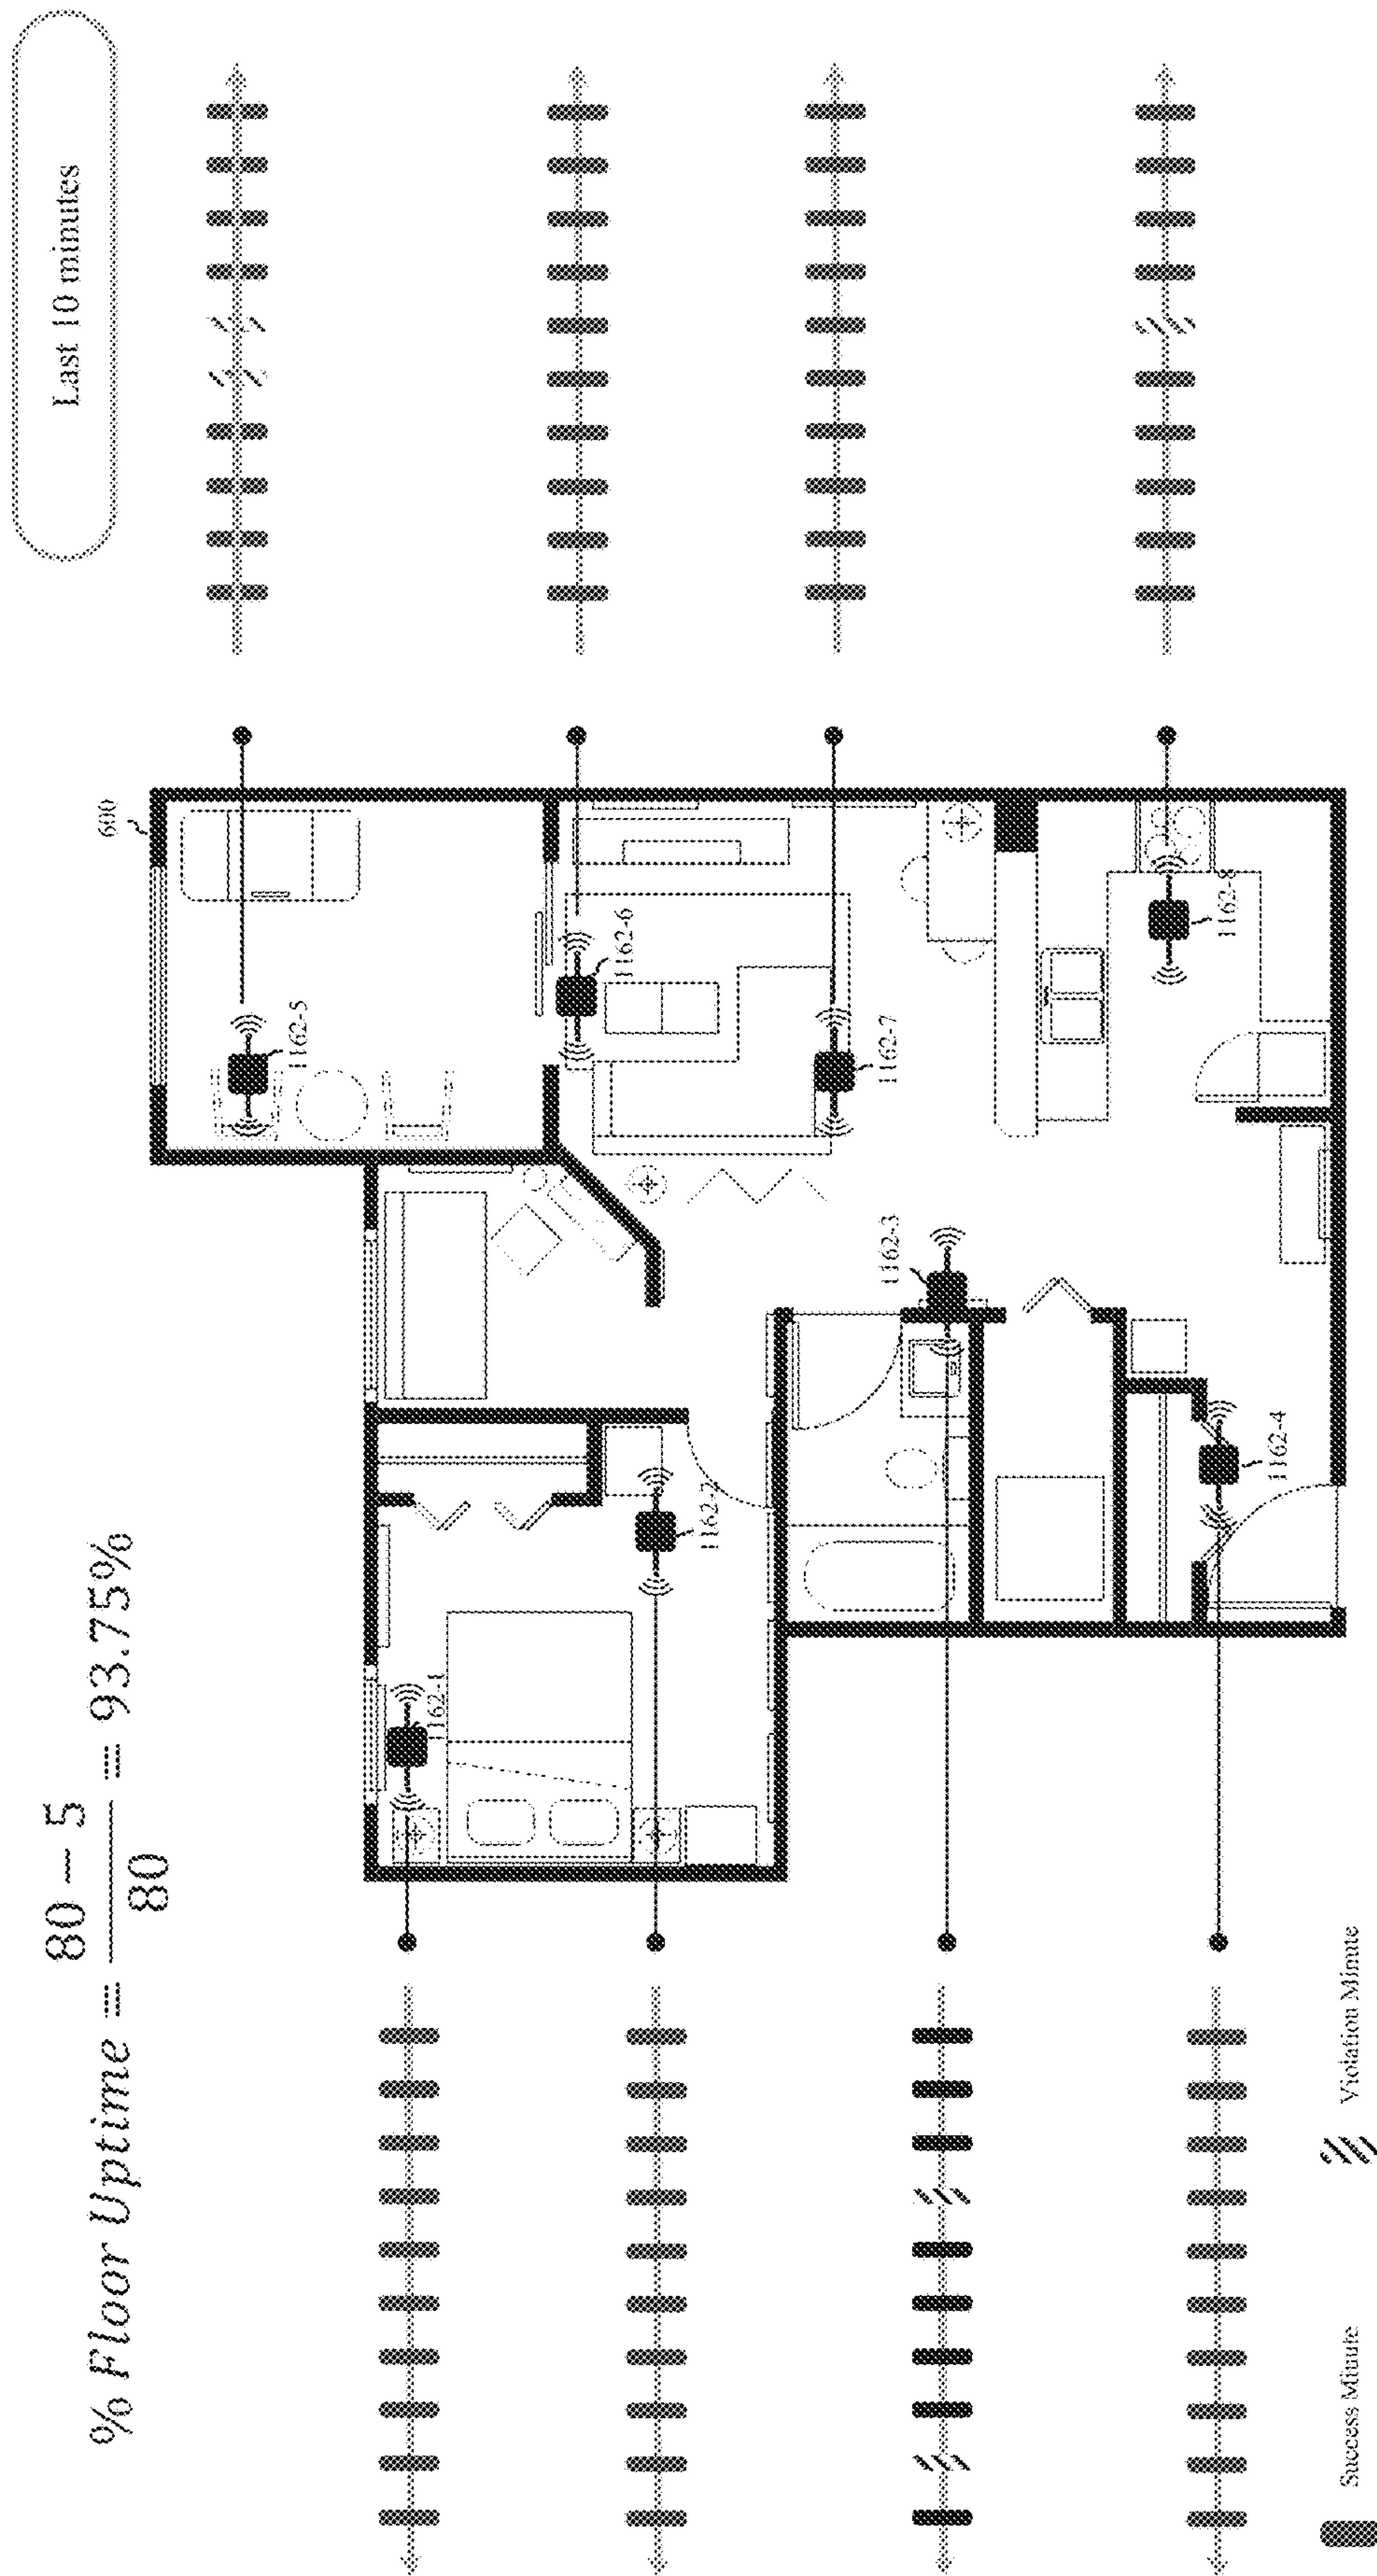 Last 10 minutes
% Floor Uptime = 80 – 5 / 80 = 93.75%
600
1162-5
1162-6
1162-7
1162-8
1162-3
1162-4
1162-2
1162-1
Success Minute
Violation Minute